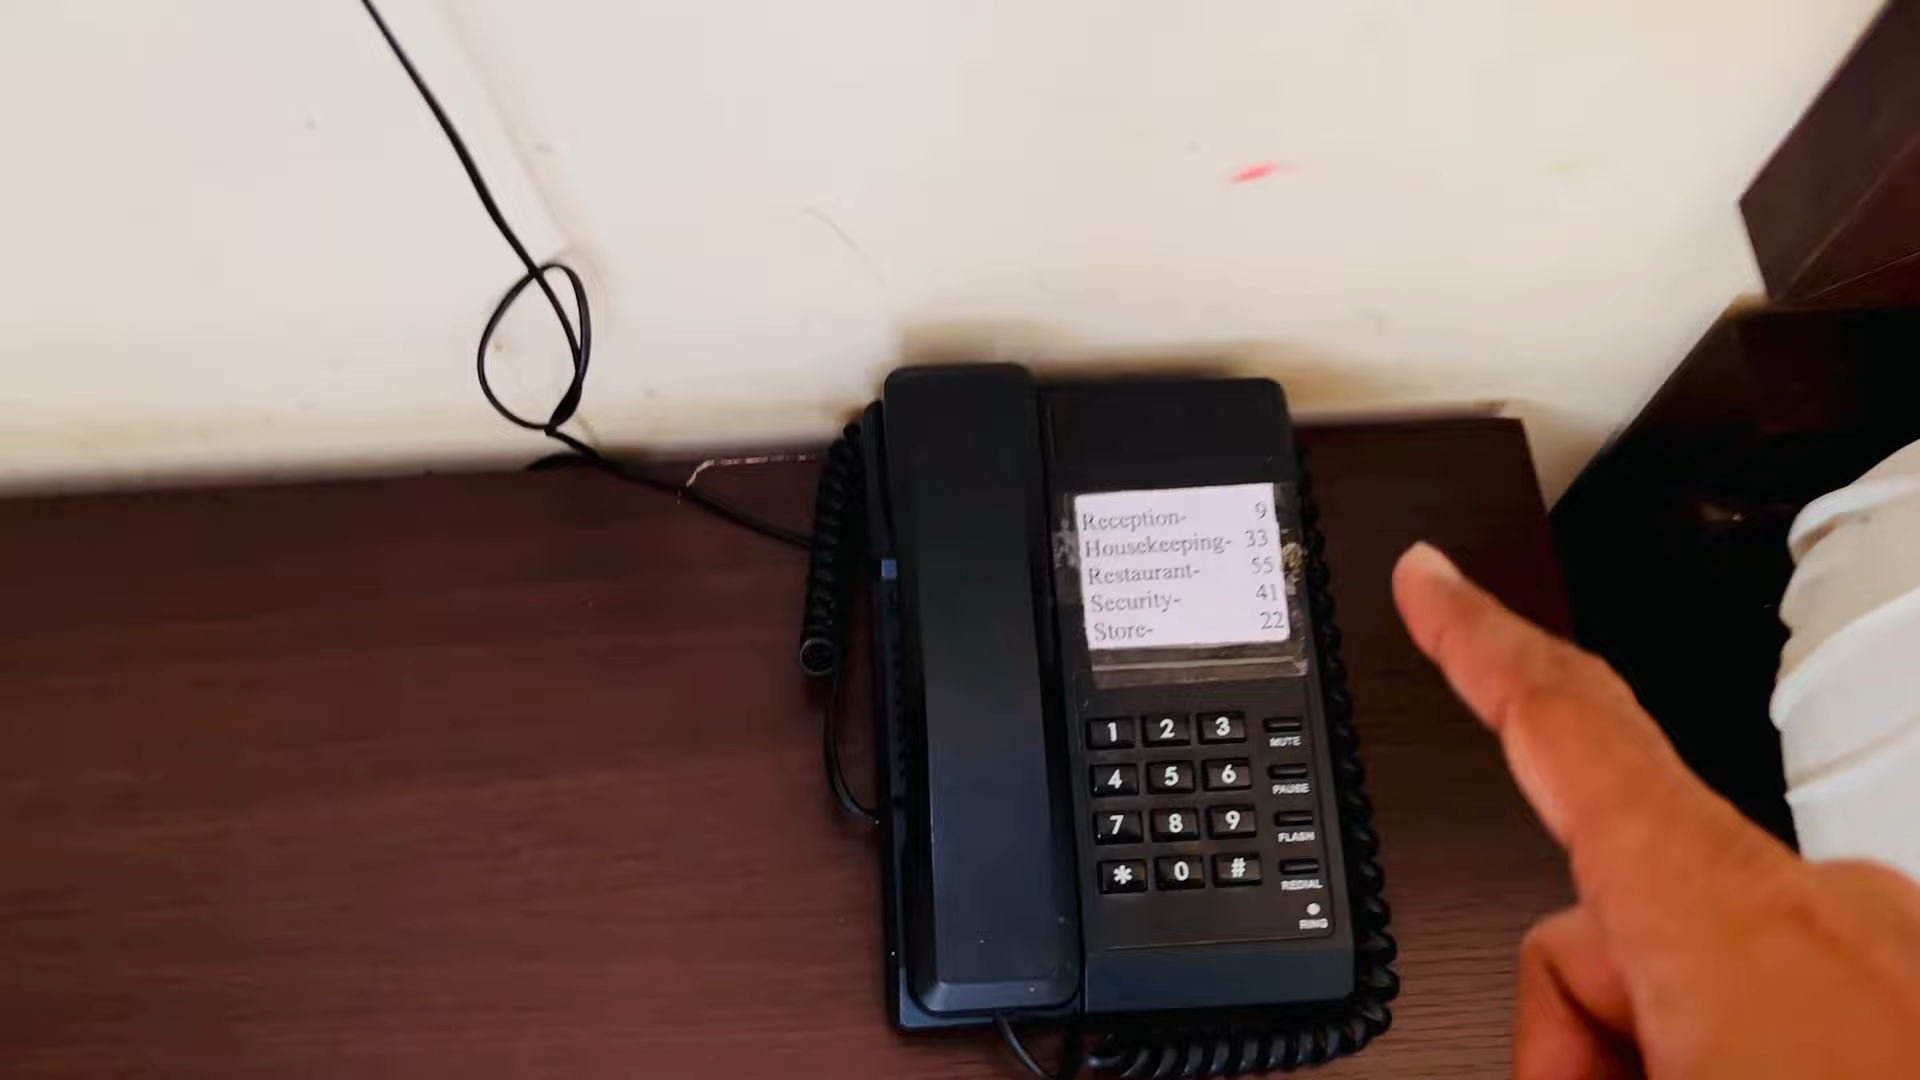 Reception- 9
Housekeeping- 33
Restaurant- 55
Security- 41
Store- 22
1 2 3 MUTE
4 5 6 PAUSE
7 8 9 FLASH
* 0 # REDIAL
RING